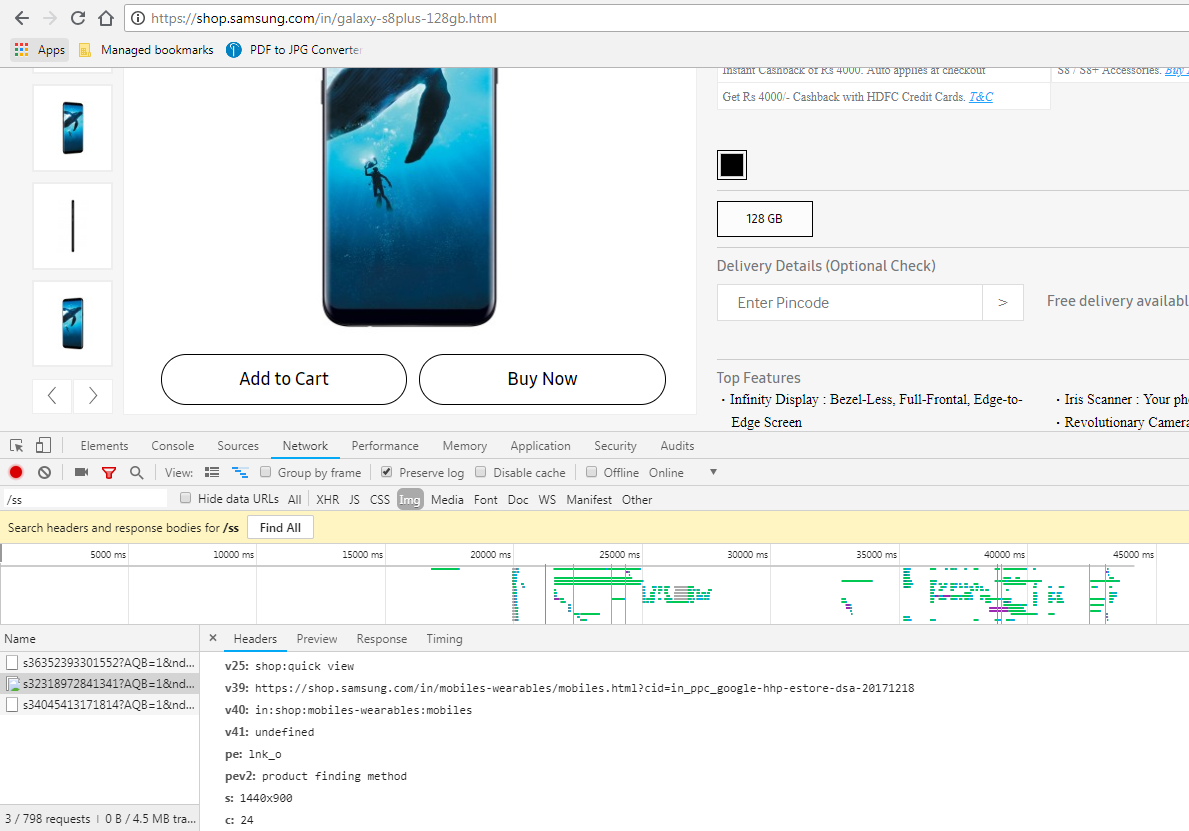 https://shop.samsung.com/in/galaxy-s8plus-128gb.html
Apps Managed bookmarks PDF to JPG Converter
Instant Cashback of Rs 4000. Auto applies at checkout
S8 / S8+ Accessories. Buy
Get Rs 4000/- Cashback with HDFC Credit Cards. T&C
128 GB
Delivery Details (Optional Check)
Enter Pincode >
Free delivery availabl
Add to Cart
Buy Now
Top Features
· Infinity Display : Bezel-Less, Full-Frontal, Edge-to-
Edge Screen
· Iris Scanner : Your pho
· Revolutionary Camera
Elements Console Sources Network Performance Memory Application Security Audits
View: Group by frame Preserve log Disable cache Offline Online
/ss Hide data URLs All XHR JS CSS Img Media Font Doc WS Manifest Other
Search headers and response bodies for /ss Find All
5000 ms 10000 ms 15000 ms 20000 ms 25000 ms 30000 ms 35000 ms 40000 ms 45000 ms
Name
s36352393301552?AQB=1&nd...
s32318972841341?AQB=1&nd...
s34045413171814?AQB=1&nd...
3 / 798 requests | 0 B / 4.5 MB tra...
× Headers Preview Response Timing
v25: shop:quick view
v39: https://shop.samsung.com/in/mobiles-wearables/mobiles.html?cid=in_ppc_google-hhp-estore-dsa-20171218
v40: in:shop:mobiles-wearables:mobiles
v41: undefined
pe: lnk_o
pev2: product finding method
s: 1440x900
c: 24